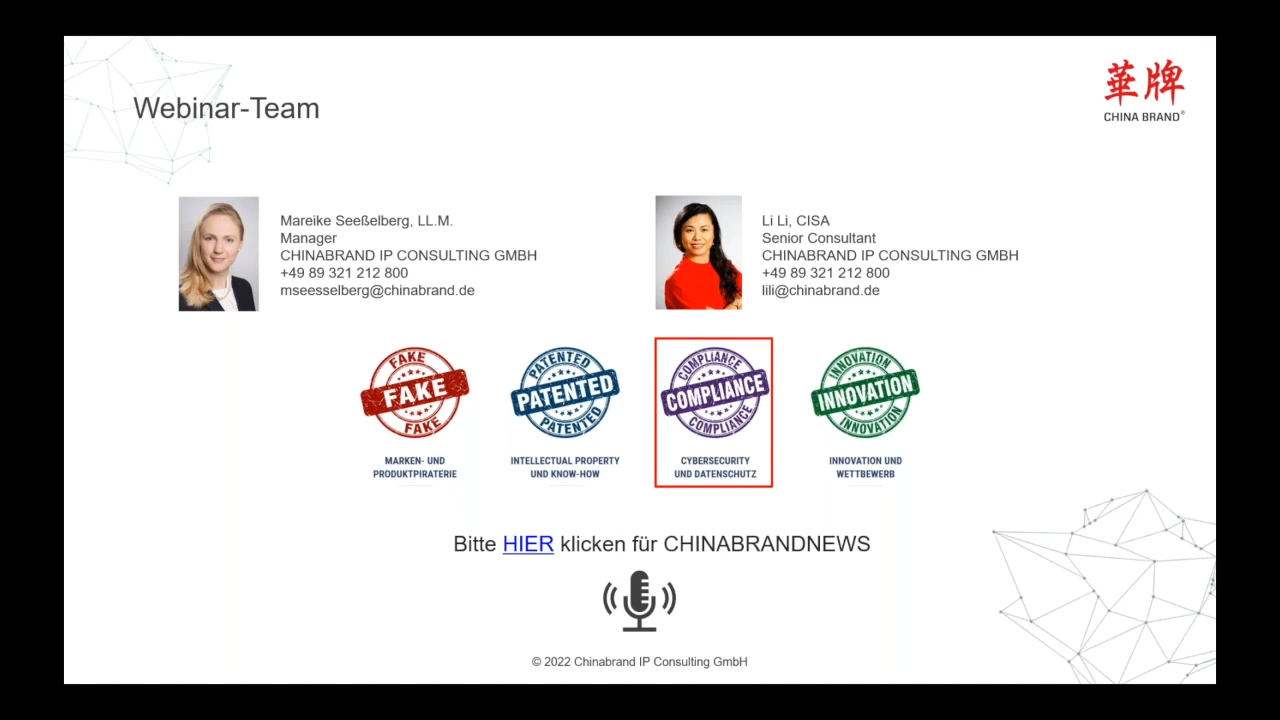 Webinar-Team
華牌
CHINA BRAND®
Mareike Seeßelberg, LL.M.
Manager
CHINABRAND IP CONSULTING GMBH
+49 89 321 212 800
mseesselberg@chinabrand.de
Li Li, CISA
Senior Consultant
CHINABRAND IP CONSULTING GMBH
+49 89 321 212 800
lili@chinabrand.de
FAKE
FAKE
FAKE
MARKEN- UND
PRODUKTPIRATERIE
PATENTED
PATENTED
PATENTED
INTELLECTUAL PROPERTY
UND KNOW-HOW
COMPLIANCE
COMPLIANCE
COMPLIANCE
CYBERSECURITY
UND DATENSCHUTZ
INNOVATION
INNOVATION
INNOVATION
INNOVATION UND
WETTBEWERB
Bitte HIER klicken für CHINABRANDNEWS
© 2022 Chinabrand IP Consulting GmbH